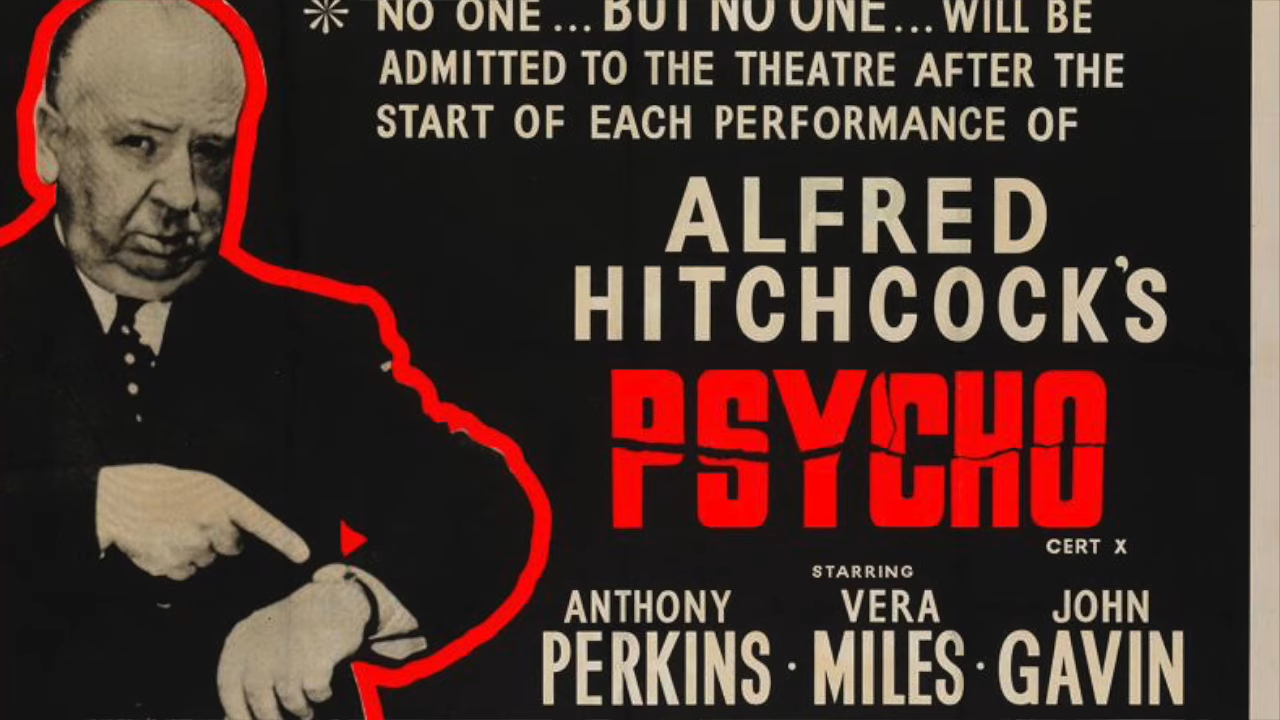 NO ONE ... BUT NO ONE ... WILL BE
ADMITTED TO THE THEATRE AFTER THE
START OF EACH PERFORMANCE OF
ALFRED
HITCHCOCK'S
PSYCHO
CERT X
STARRING
ANTHONY VERA JOHN
PERKINS · MILES · GAVIN